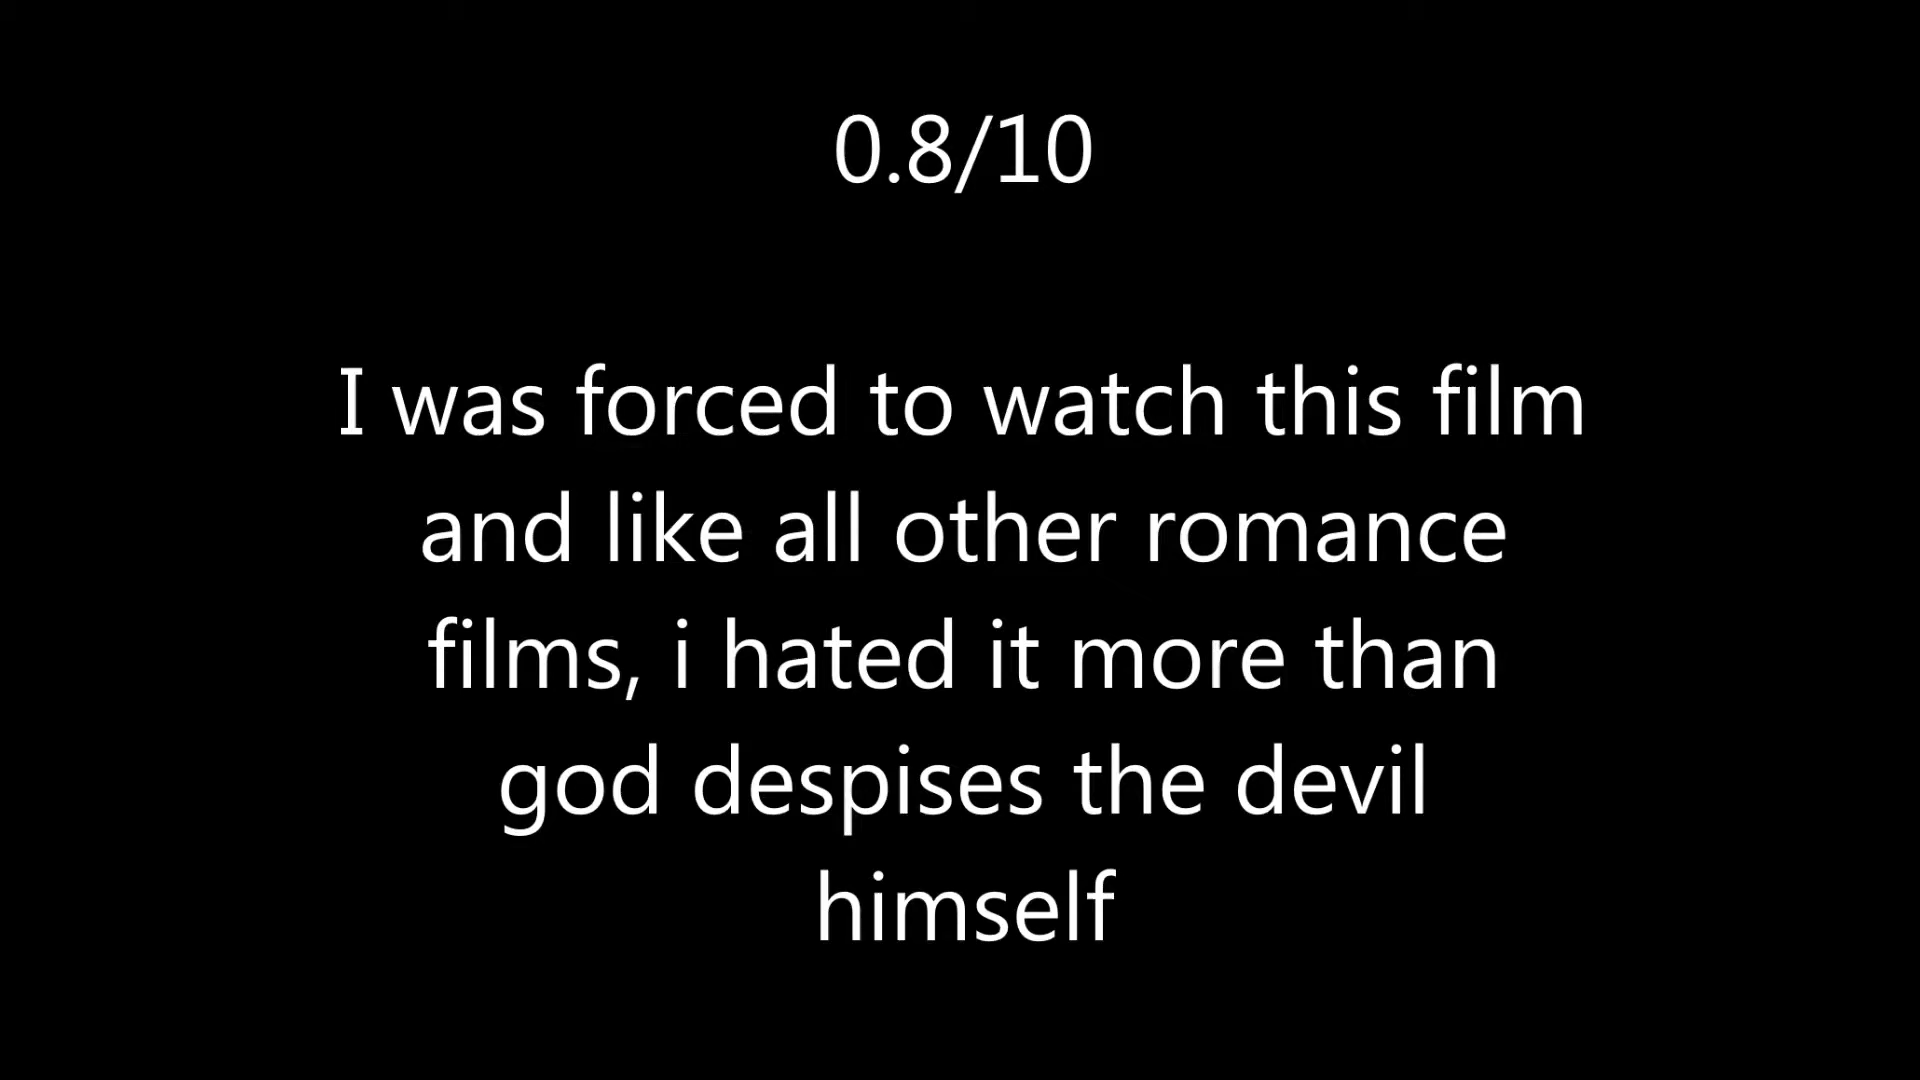 0.8/10
I was forced to watch this film
and like all other romance
films, i hated it more than
god despises the devil
himself